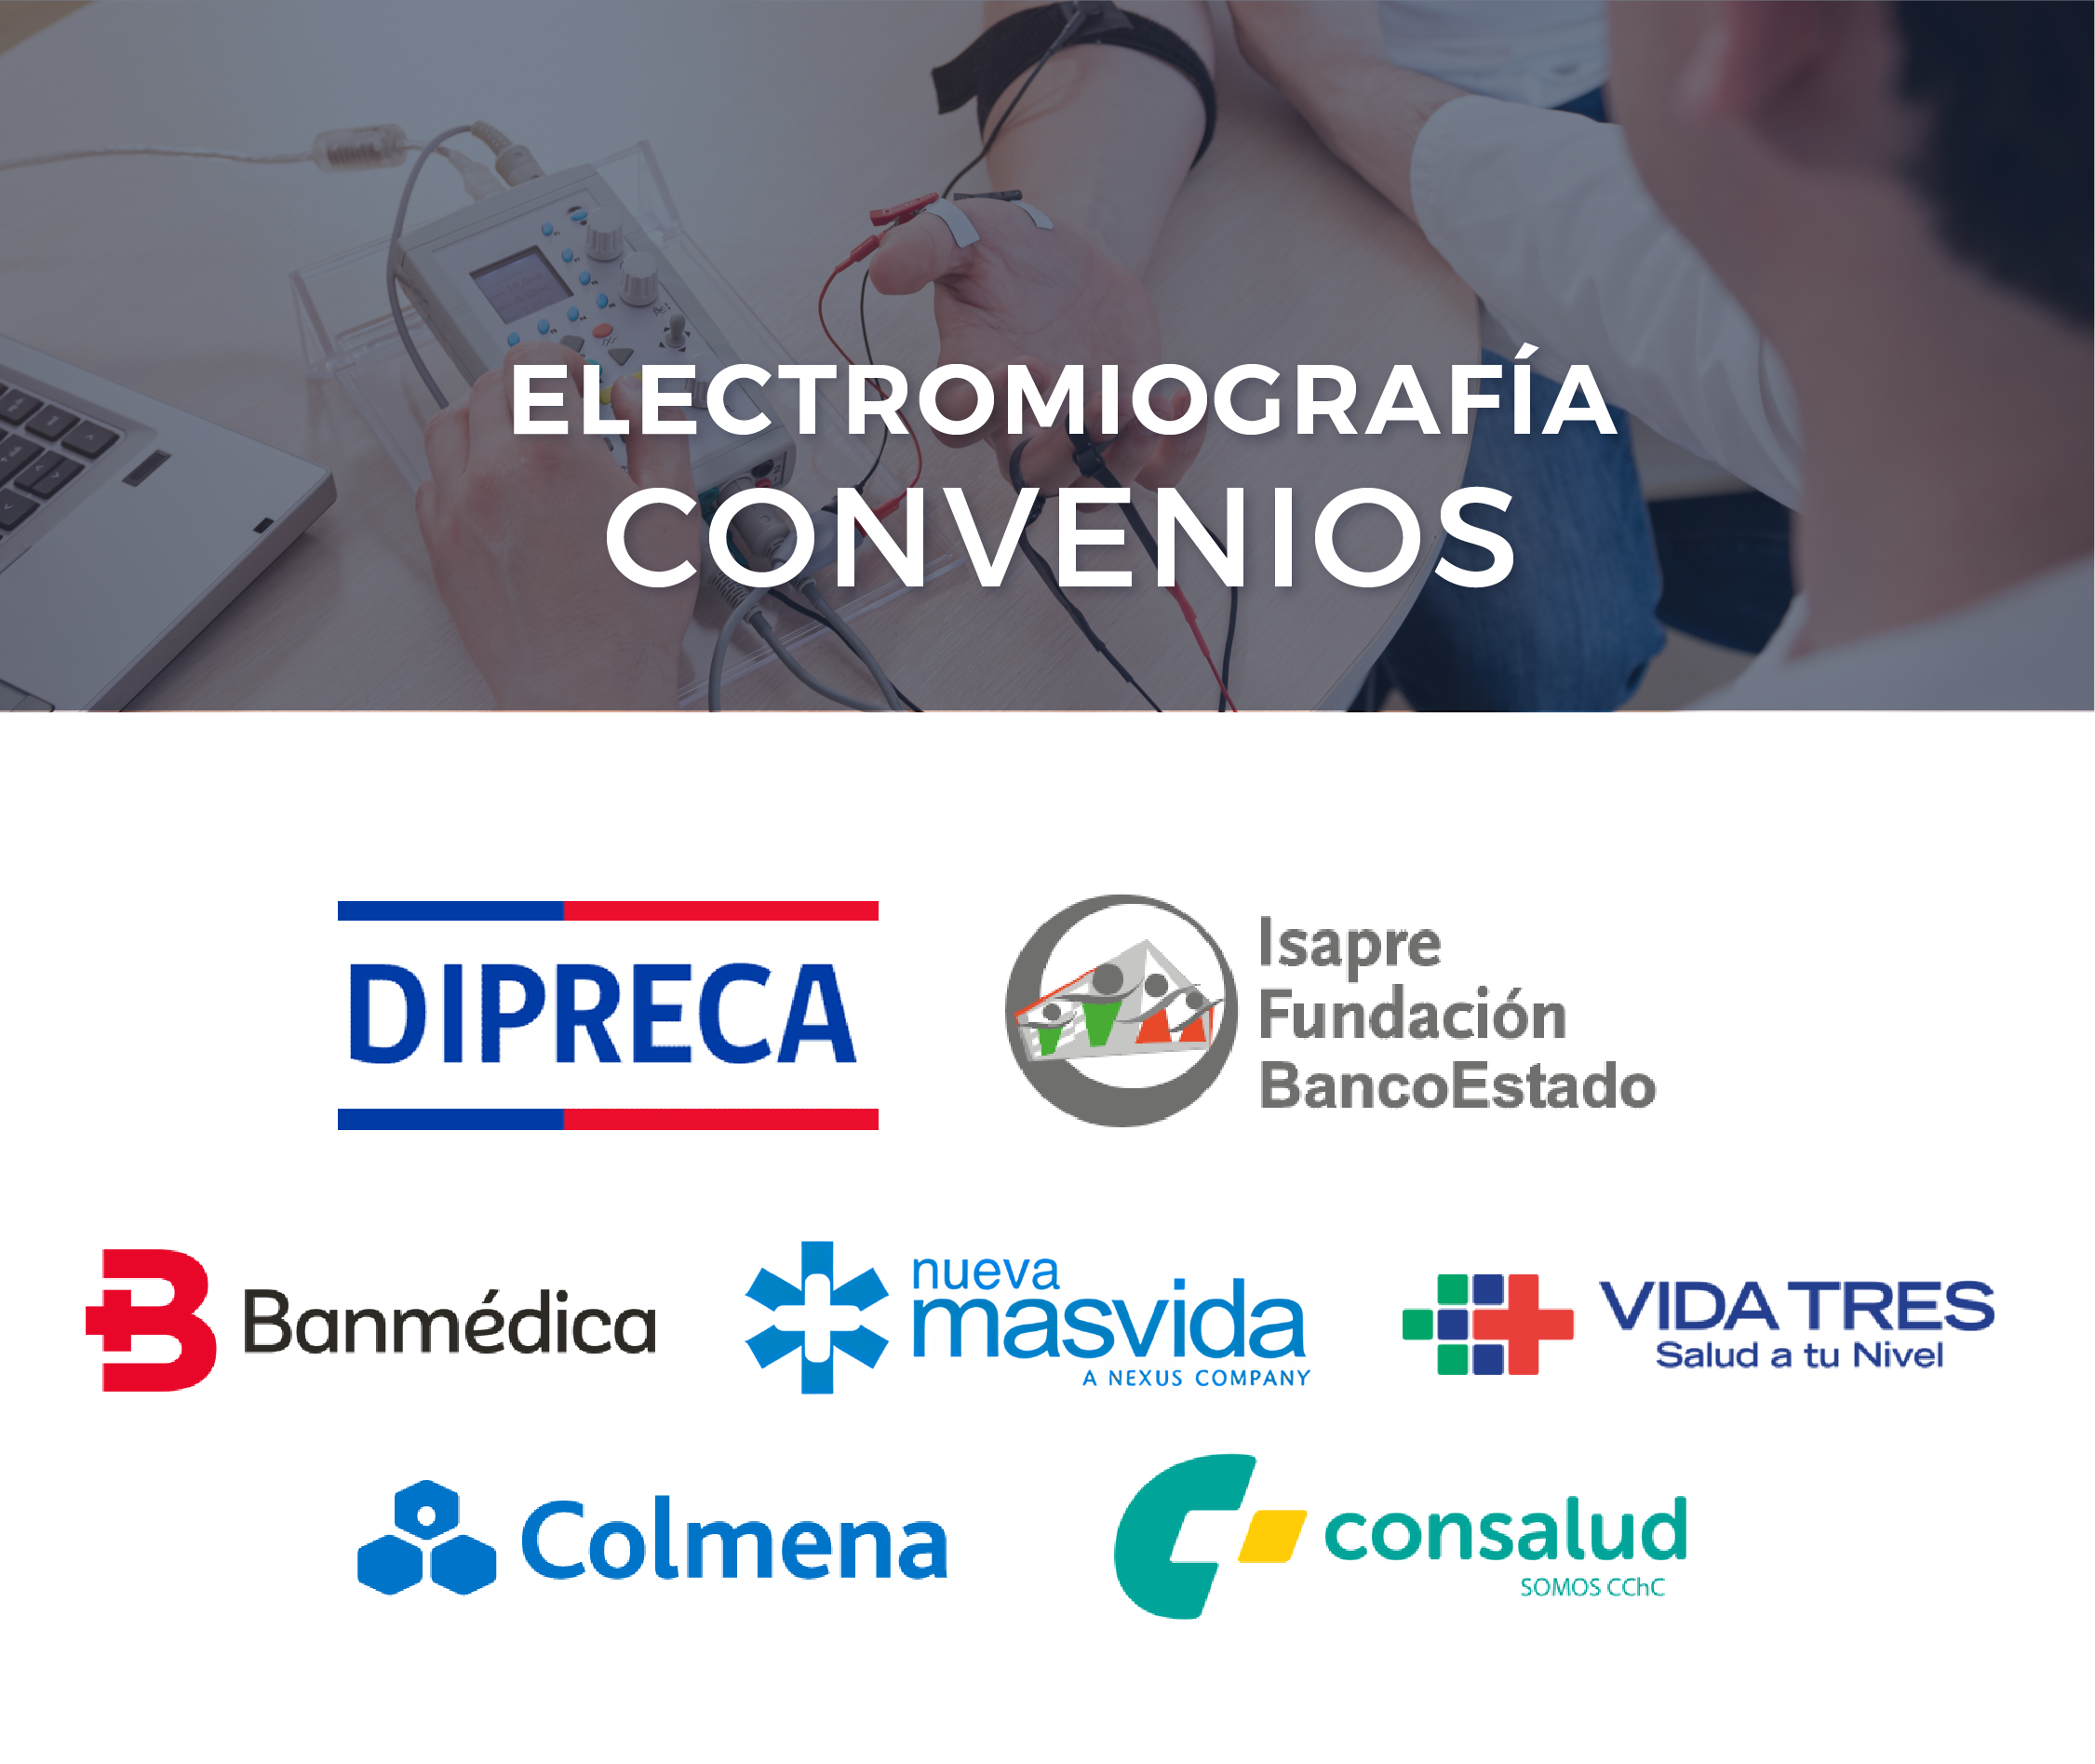 ELECTROMIOGRAFÍA
CONVENIOS
DIPRECA
Isapre
Fundación
BancoEstado
Banmédica
nueva
masvida
A NEXUS COMPANY
VIDA TRES
Salud a tu Nivel
Colmena
consalud
SOMOS CChC